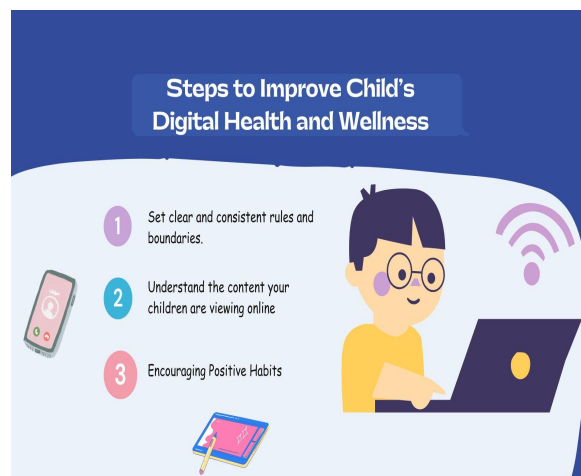 Steps to Improve Child's
Digital Health and Wellness
1
Set clear and consistent rules and
boundaries.
2
Understand the content your
children are viewing online
3
Encouraging Positive Habits